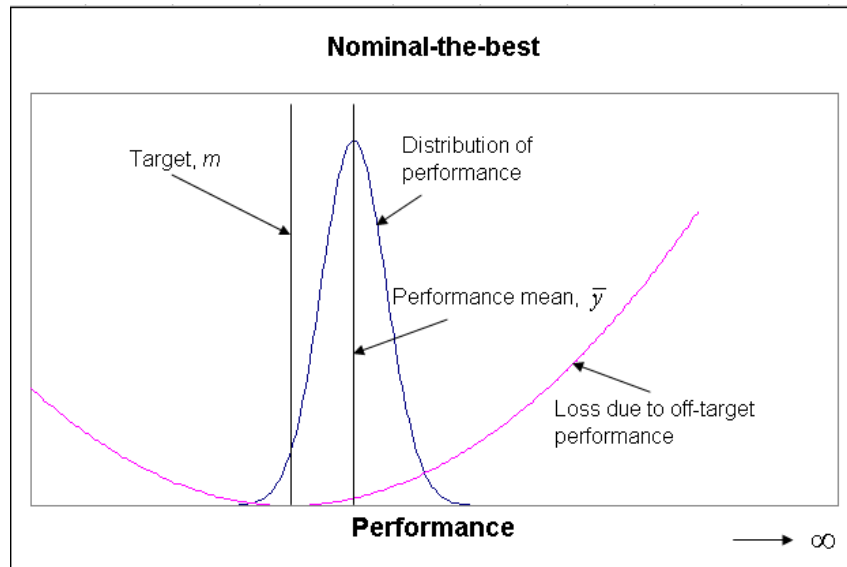 Nominal-the-best
Distribution of
performance
Target, m
Performance mean, y̅
Loss due to off-target
performance
Performance
∞